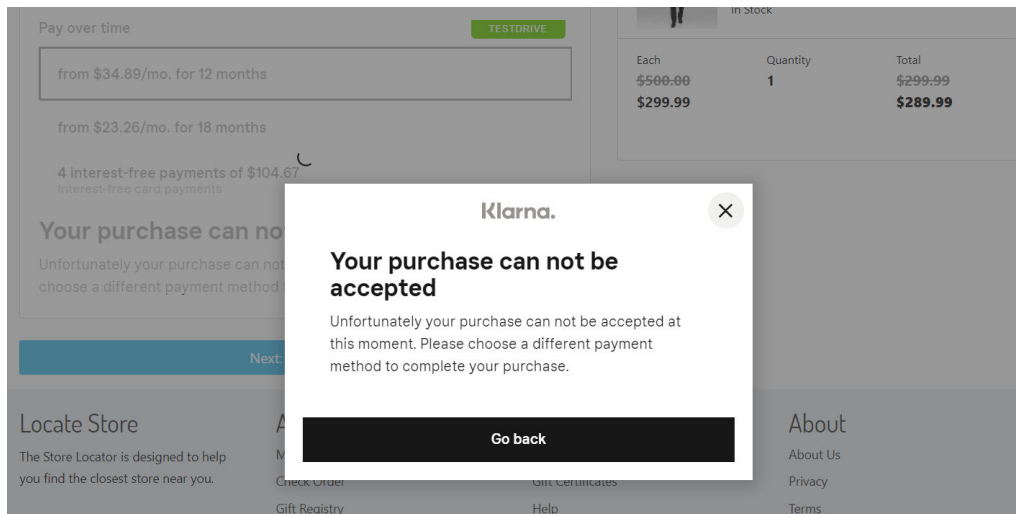 Pay over time
TESTDRIVE
from $34.89/mo. for 12 months
from $23.26/mo. for 18 months
4 interest-free payments of $104.67
Interest-free card payments
Your purchase can no
Unfortunately your purchase can not
choose a different payment method
Next:
In Stock
Each Quantity Total
$500.00 1 $299.99
$299.99 $289.99
Klarna.
Your purchase can not be
accepted
Unfortunately your purchase can not be accepted at
this moment. Please choose a different payment
method to complete your purchase.
Go back
Locate Store
The Store Locator is designed to help
you find the closest store near you.
A
M
Check Order
Gift Registry
Gift Certificates
Help
About
About Us
Privacy
Terms